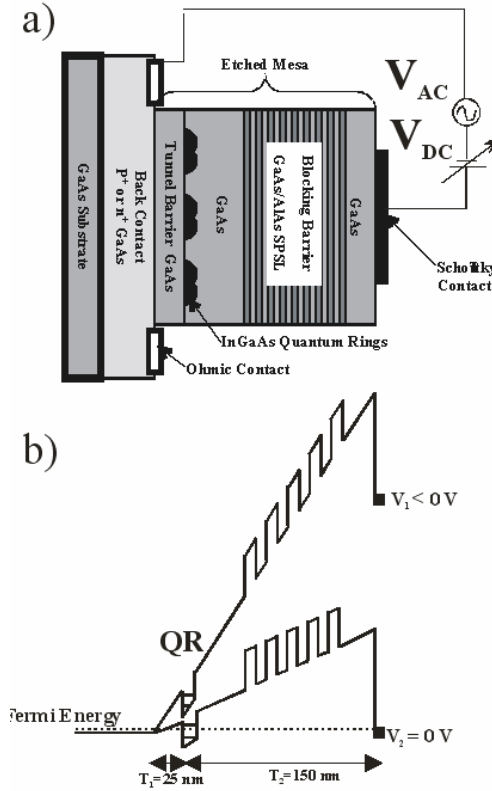 a)
Etched Mesa
V AC
V DC
GaAs Substrate
Back Contact
P+ or n+ GaAs
Tunnel Barrier GaAs
GaAs
Blocking Barrier
GaAs/AlAs SPSL
GaAs
Schottky
Contact
InGaAs Quantum Rings
Ohmic Contact
b)
V₁ < 0 V
QR
Fermi Energy
V₂ = 0 V
T₁=25 nm
T₂=150 nm